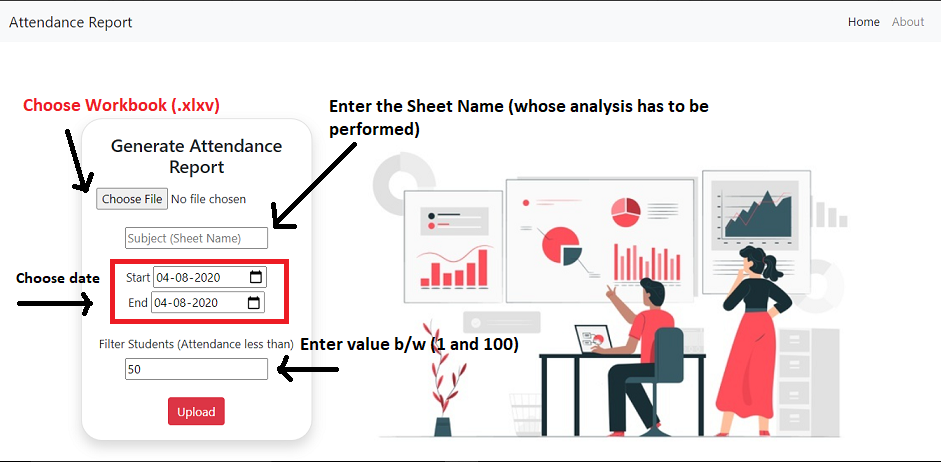 Attendance Report
Home About
Choose Workbook (.xlxv)
Enter the Sheet Name (whose analysis has to be
performed)
Generate Attendance
Report
Choose File No file chosen
Subject (Sheet Name)
Choose date
Start 04-08-2020
End 04-08-2020
Filter Students (Attendance less than)
Enter value b/w (1 and 100)
50
Upload